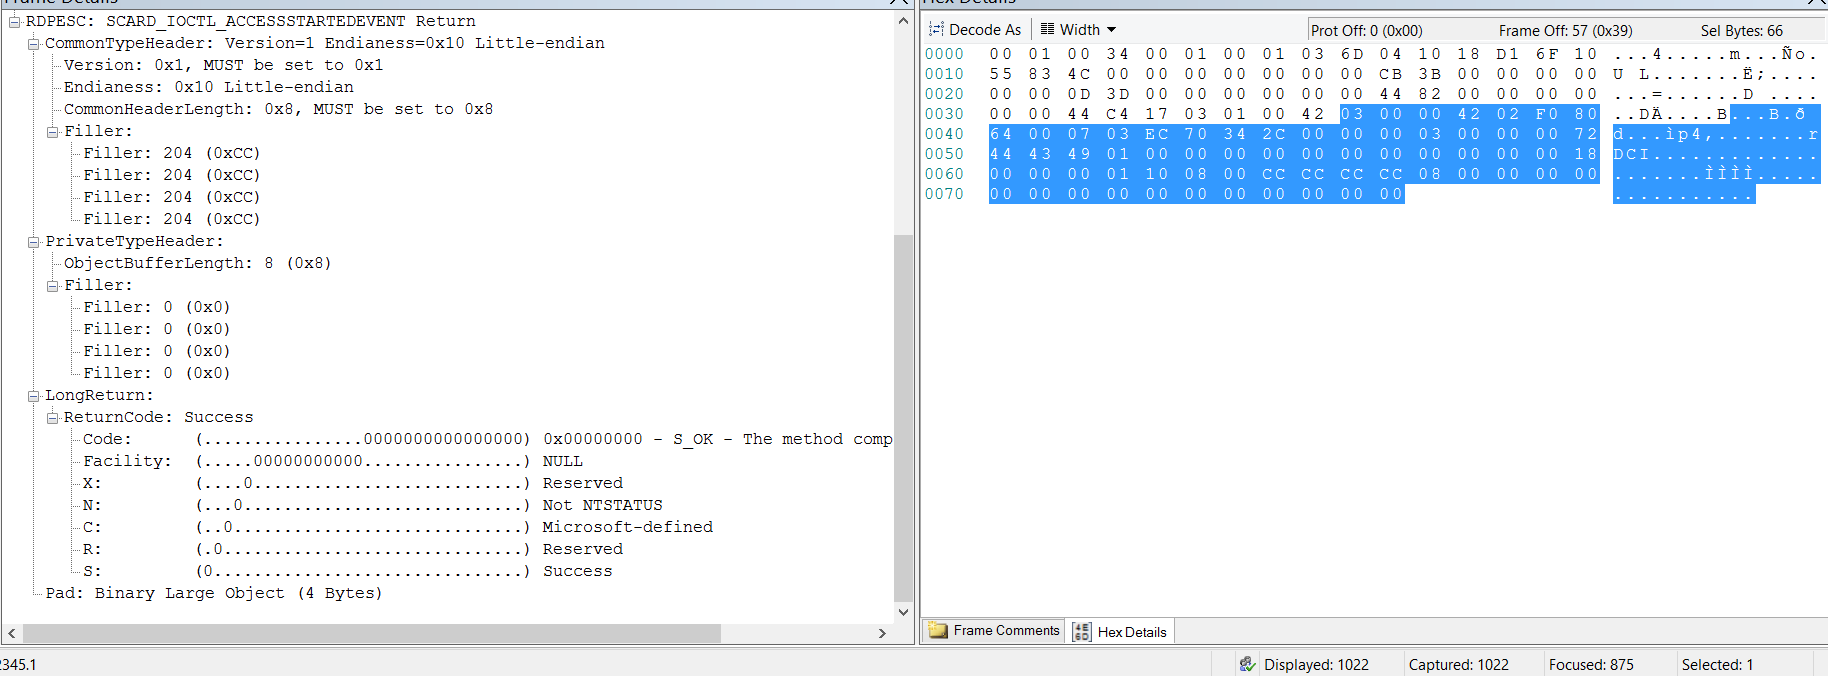 Frame Details
RDPESC: SCARD_IOCTL_ACCESSSTARTEDEVENT Return
CommonTypeHeader: Version=1 Endianess=0x10 Little-endian
Version: 0x1, MUST be set to 0x1
Endianess: 0x10 Little-endian
CommonHeaderLength: 0x8, MUST be set to 0x8
Filler:
Filler: 204 (0xCC)
Filler: 204 (0xCC)
Filler: 204 (0xCC)
Filler: 204 (0xCC)
PrivateTypeHeader:
ObjectBufferLength: 8 (0x8)
Filler:
Filler: 0 (0x0)
Filler: 0 (0x0)
Filler: 0 (0x0)
Filler: 0 (0x0)
LongReturn:
ReturnCode: Success
Code: (................0000000000000000) 0x00000000 - S_OK - The method comp
Facility: (.....00000000000................) NULL
X: (....0...........................) Reserved
N: (...0............................) Not NTSTATUS
C: (..0.............................) Microsoft-defined
R: (.0..............................) Reserved
S: (0...............................) Success
Pad: Binary Large Object (4 Bytes)
Hex Details
Decode As Width Prot Off: 0 (0x00) Frame Off: 57 (0x39) Sel Bytes: 66
0000 00 01 00 34 00 01 00 01 03 6D 04 10 18 D1 6F 10 ...4.....m...Ño.
0010 55 83 4C 00 00 00 00 00 00 00 CB 3B 00 00 00 00 U L.......Ë;....
0020 00 00 0D 3D 00 00 00 00 00 00 44 82 00 00 00 00 ...=......D ....
0030 00 00 44 C4 17 03 01 00 42 03 00 00 42 02 F0 80 ..DÄ....B...B.ð
0040 64 00 07 03 EC 70 34 2C 00 00 00 03 00 00 00 72 d...ìp4,.......r
0050 44 43 49 01 00 00 00 00 00 00 00 00 00 00 00 18 DCI.............
0060 00 00 00 01 10 08 00 CC CC CC CC 08 00 00 00 00 .......ÌÌÌÌ.....
0070 00 00 00 00 00 00 00 00 00 00 00 ...........
Frame Comments Hex Details
2345.1 Displayed: 1022 Captured: 1022 Focused: 875 Selected: 1